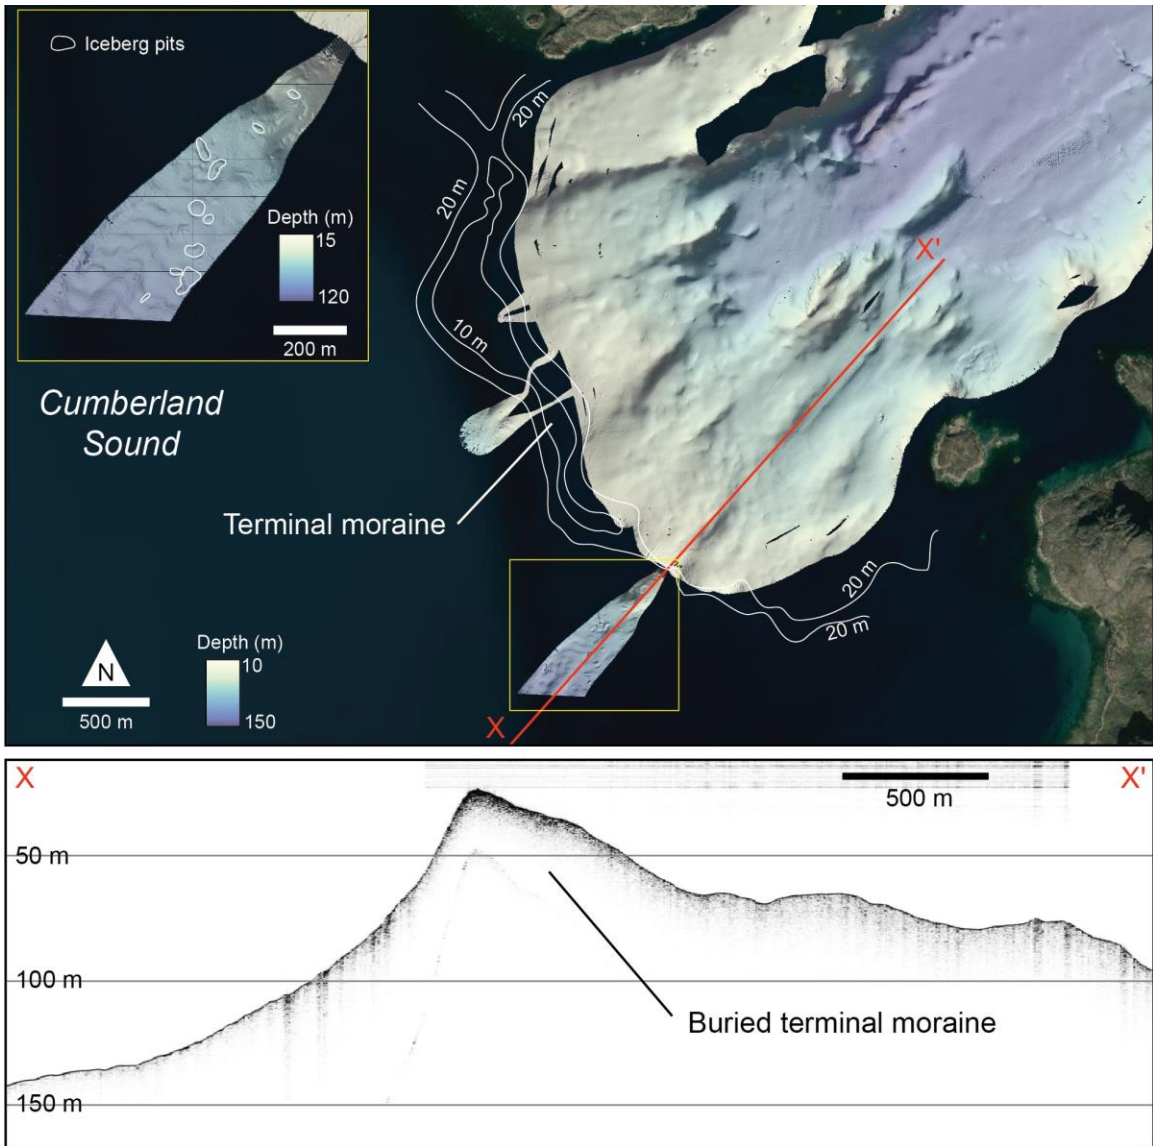 Iceberg pits
Depth (m)
15
120
200 m
20 m
20 m
10 m
X'
Cumberland
Sound
Terminal moraine
20 m
20 m
Depth (m)
10
150
N
500 m
X
X
X'
500 m
50 m
100 m
Buried terminal moraine
150 m